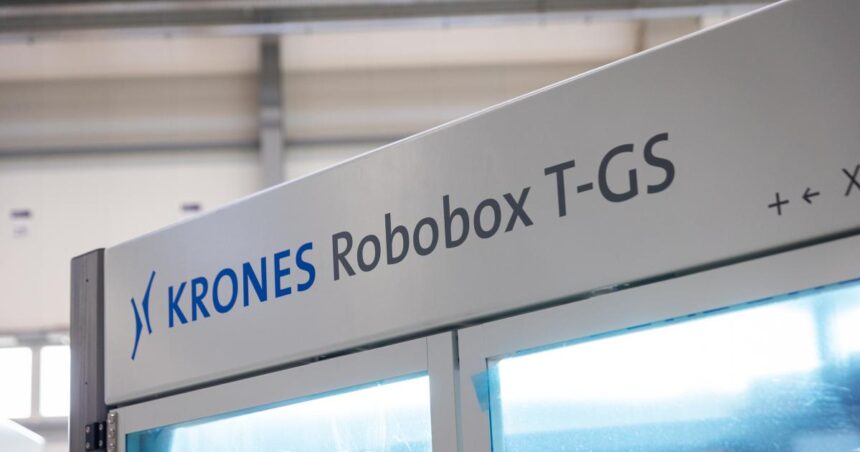 KRONES Robobox T-GS
+← X